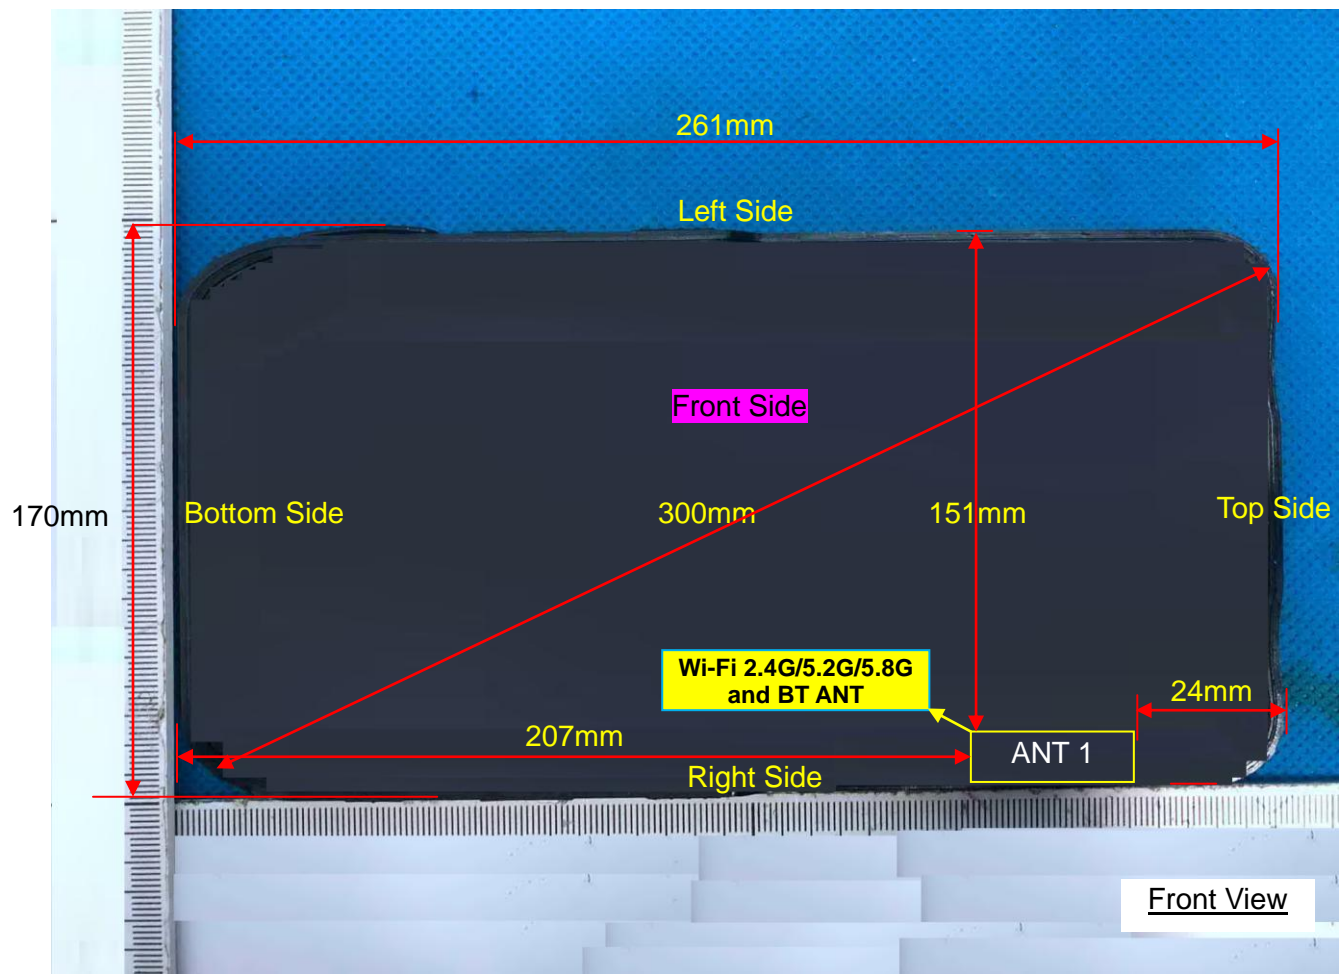 261mm
Left Side
Front Side
170mm
Bottom Side
300mm
151mm
Top Side
Wi-Fi 2.4G/5.2G/5.8G
and BT ANT
24mm
207mm
ANT 1
Right Side
Front View